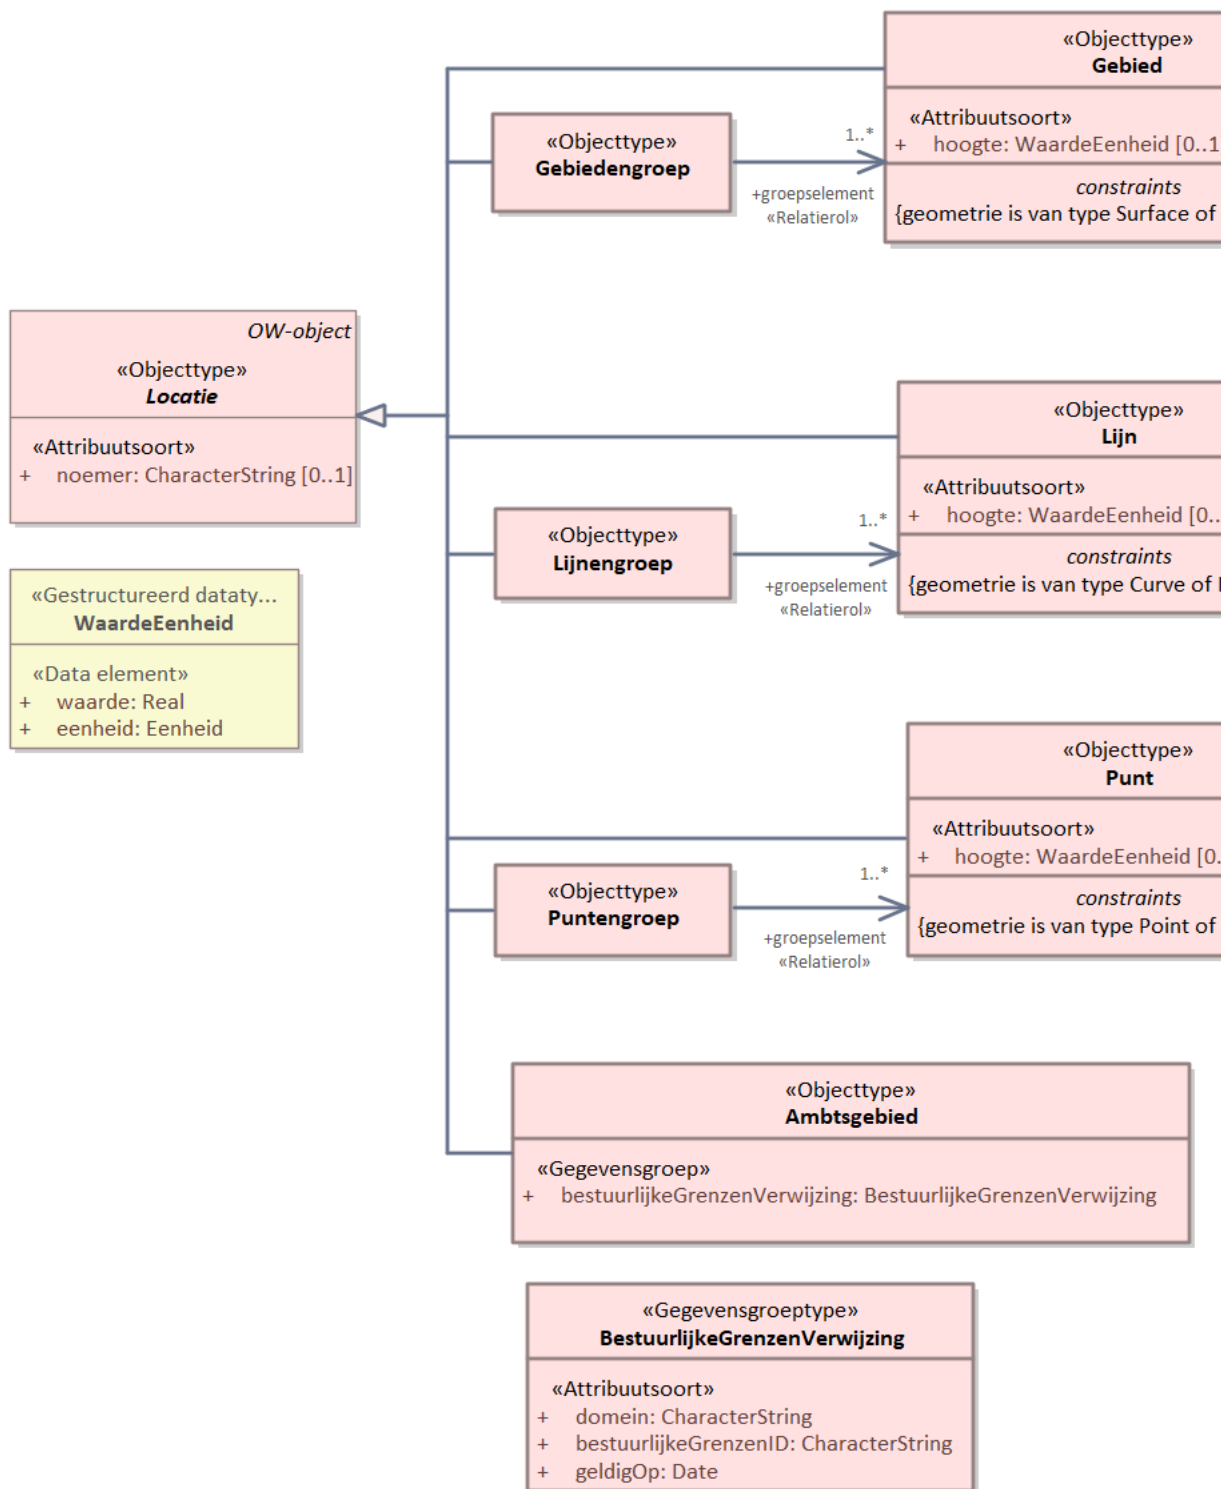 «Objecttype»
Gebied
«Attribuutsoort»
+ hoogte: WaardeEenheid [0..1
constraints
{geometrie is van type Surface of
«Objecttype»
Gebiedengroep
1..*
+groepselement
«Relatierol»
OW-object
«Objecttype»
Locatie
«Attribuutsoort»
+ noemer: CharacterString [0..1]
«Objecttype»
Lijn
«Attribuutsoort»
+ hoogte: WaardeEenheid [0..
constraints
{geometrie is van type Curve of
«Objecttype»
Lijnengroep
1..*
+groepselement
«Relatierol»
«Gestructureerd dataty...
WaardeEenheid
«Data element»
+ waarde: Real
+ eenheid: Eenheid
«Objecttype»
Punt
«Attribuutsoort»
+ hoogte: WaardeEenheid [0..
constraints
{geometrie is van type Point of
«Objecttype»
Puntengroep
1..*
+groepselement
«Relatierol»
«Objecttype»
Ambtsgebied
«Gegevensgroep»
+ bestuurlijkeGrenzenVerwijzing: BestuurlijkeGrenzenVerwijzing
«Gegevensgroeptype»
BestuurlijkeGrenzenVerwijzing
«Attribuutsoort»
+ domein: CharacterString
+ bestuurlijkeGrenzenID: CharacterString
+ geldigOp: Date